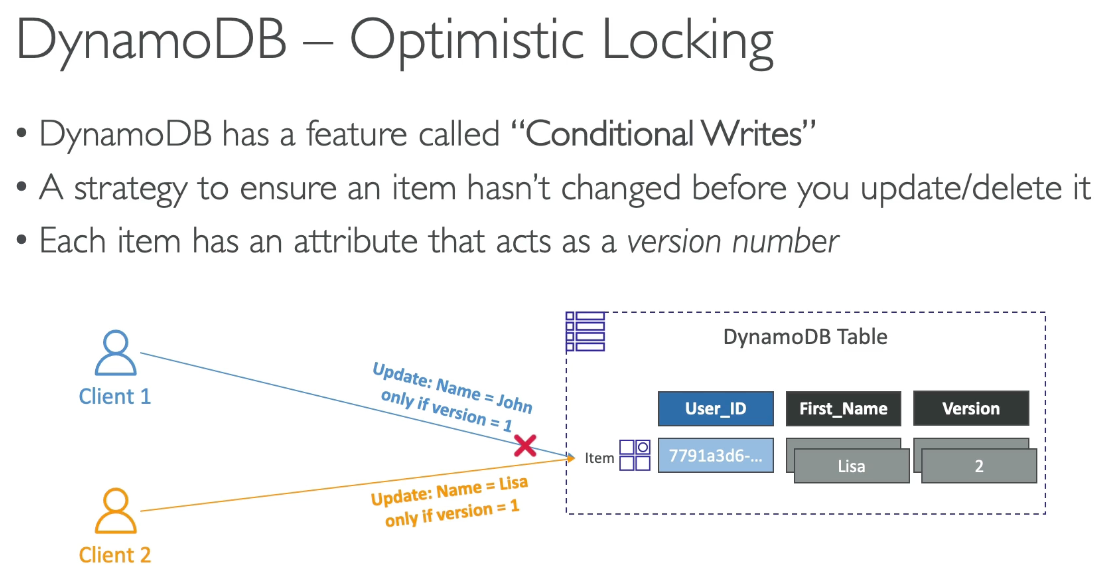 DynamoDB – Optimistic Locking
• DynamoDB has a feature called “Conditional Writes”
• A strategy to ensure an item hasn’t changed before you update/delete it
• Each item has an attribute that acts as a version number
Client 1
Update: Name = John
only if version = 1
Client 2
Update: Name = Lisa
only if version = 1
DynamoDB Table
User_ID
First_Name
Version
Item
7791a3d6-...
Lisa
2